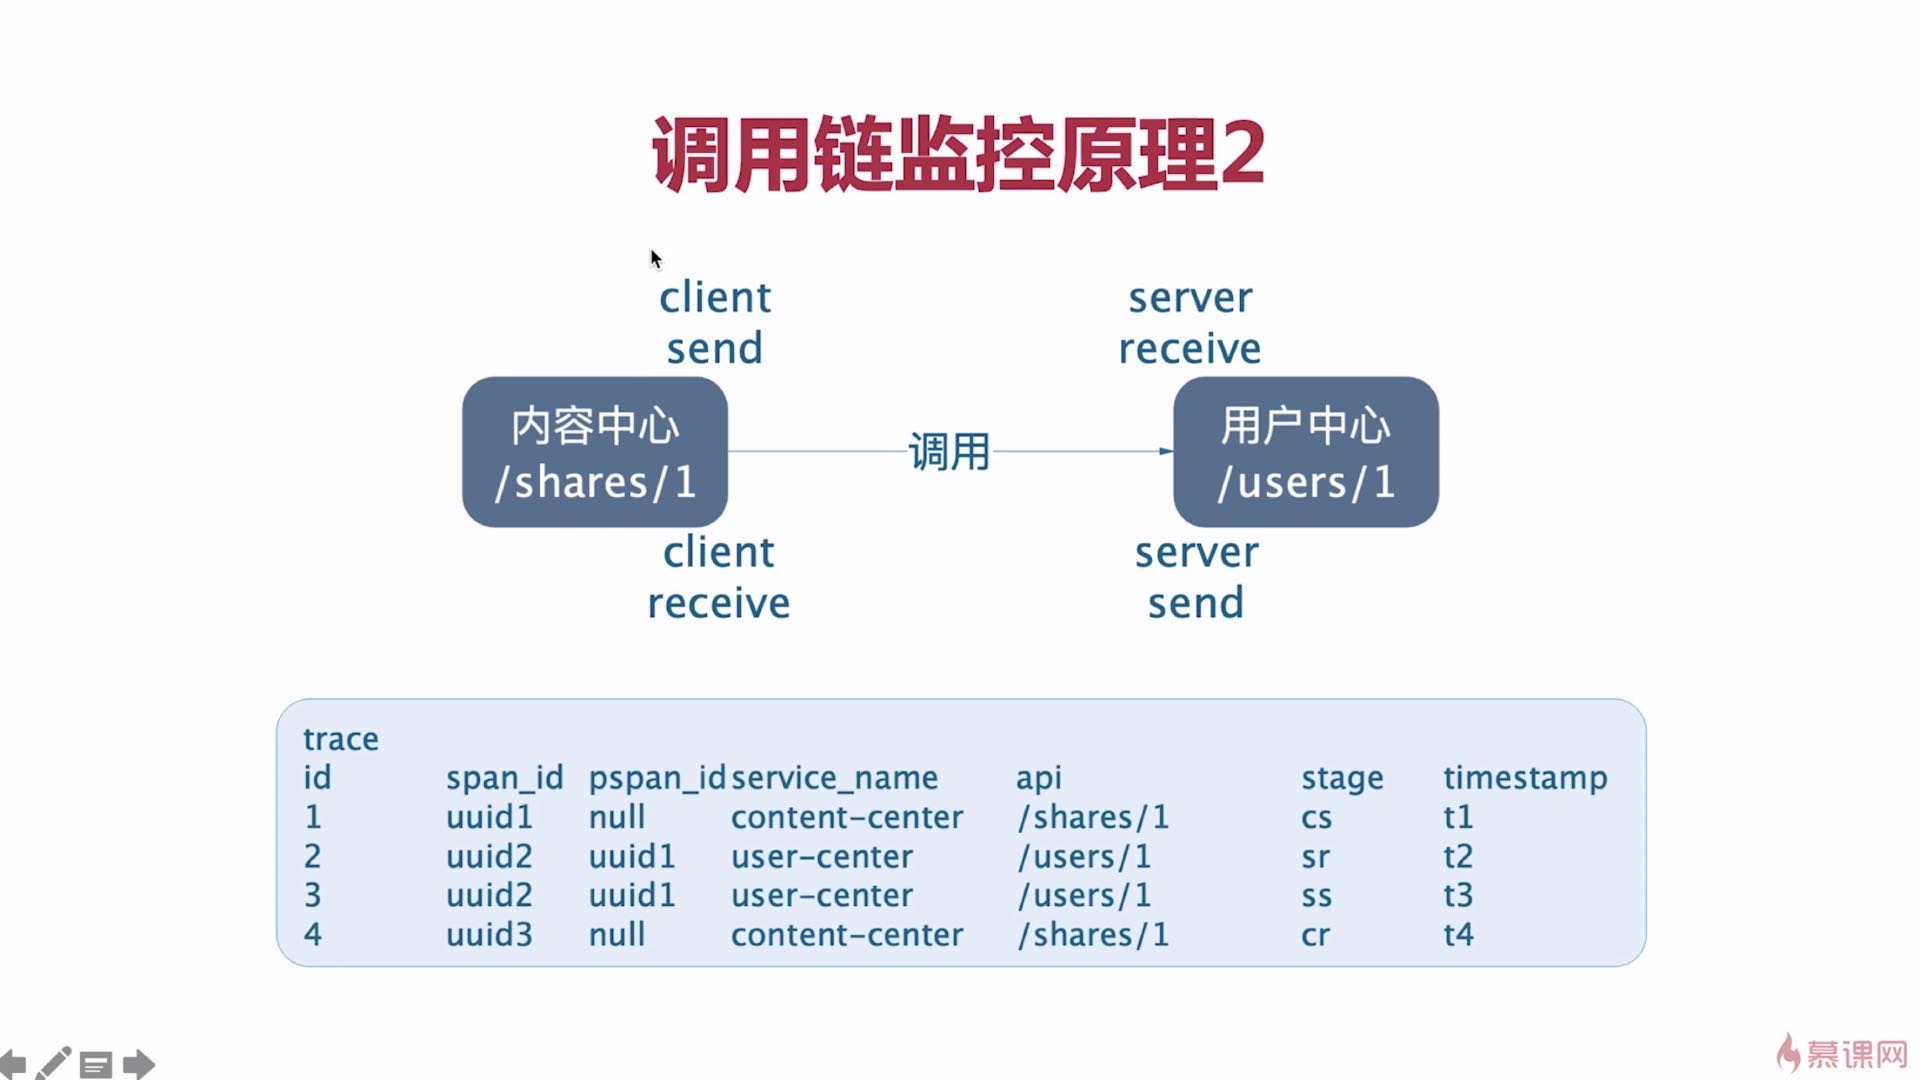 调用链监控原理2
client
send
server
receive
内容中心
/shares/1
调用
用户中心
/users/1
client
receive
server
send
trace
id span_id pspan_id service_name api stage timestamp
1 uuid1 null content-center /shares/1 cs t1
2 uuid2 uuid1 user-center /users/1 sr t2
3 uuid2 uuid1 user-center /users/1 ss t3
4 uuid3 null content-center /shares/1 cr t4
慕课网